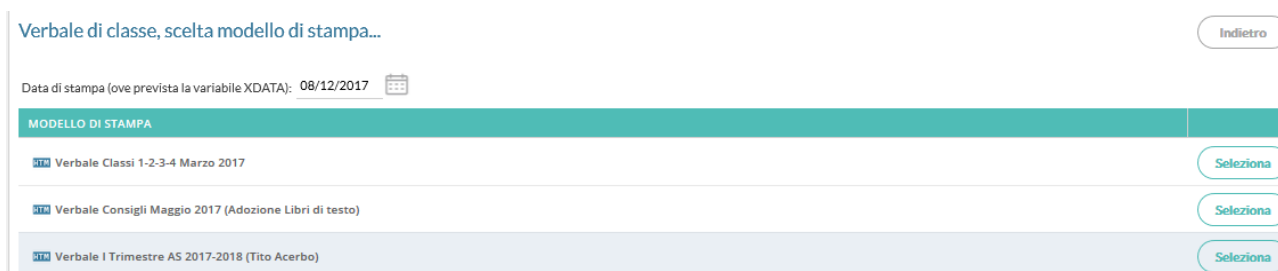 Verbale di classe, scelta modello di stampa...
Indietro
Data di stampa (ove prevista la variabile XDATA): 08/12/2017
MODELLO DI STAMPA
HTM Verbale Classi 1-2-3-4 Marzo 2017 Seleziona
HTM Verbale Consigli Maggio 2017 (Adozione Libri di testo) Seleziona
HTM Verbale I Trimestre AS 2017-2018 (Tito Acerbo) Seleziona